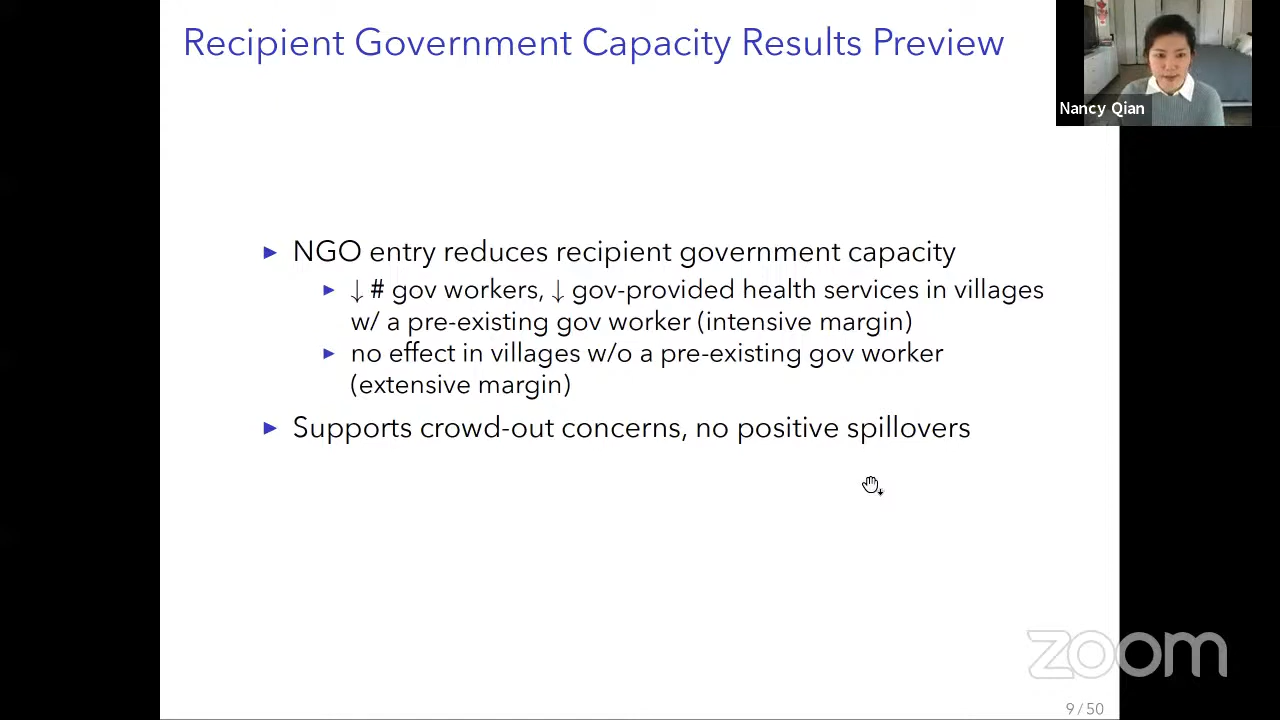 Recipient Government Capacity Results Preview
Nancy Qian
▶ NGO entry reduces recipient government capacity
▶ ↓ # gov workers, ↓ gov-provided health services in villages
w/ a pre-existing gov worker (intensive margin)
▶ no effect in villages w/o a pre-existing gov worker
(extensive margin)
▶ Supports crowd-out concerns, no positive spillovers
zoom
9 / 50